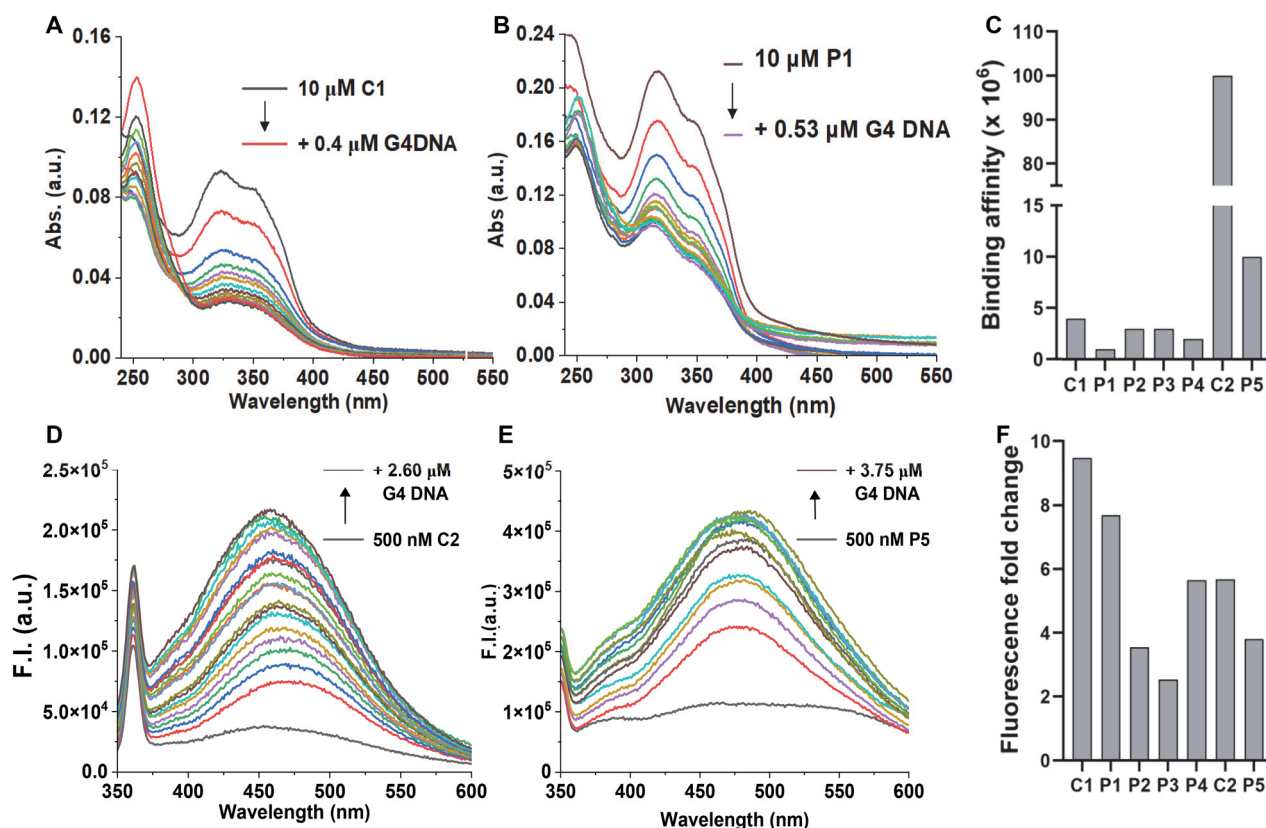 A
0.16
0.12
0.08
0.04
0.00
Abs. (a.u.)
10 µM C1
+ 0.4 µM G4DNA
250 300 350 400 450 500 550
Wavelength (nm)
B
0.24
0.20
0.16
0.12
0.08
0.04
0.00
Abs (a.u.)
10 µM P1
+ 0.53 µM G4 DNA
250 300 350 400 450 500 550
Wavelength (nm)
C
110
100
90
80
15
10
5
0
Binding affinity (x 10⁶)
C1 P1 P2 P3 P4 C2 P5
D
2.5×10⁵
2.0×10⁵
1.5×10⁵
1.0×10⁵
5.0×10⁴
0.0
F.I.(a.u.)
+ 2.60 µM
G4 DNA
500 nM C2
350 400 450 500 550 600
Wavelength (nm)
E
5×10⁵
4×10⁵
3×10⁵
2×10⁵
1×10⁵
0
F.I.(a.u.)
+ 3.75 µM
G4 DNA
500 nM P5
350 400 450 500 550 600
Wavelength (nm)
F
10
8
6
4
2
0
Fluorescence fold change
C1 P1 P2 P3 P4 C2 P5